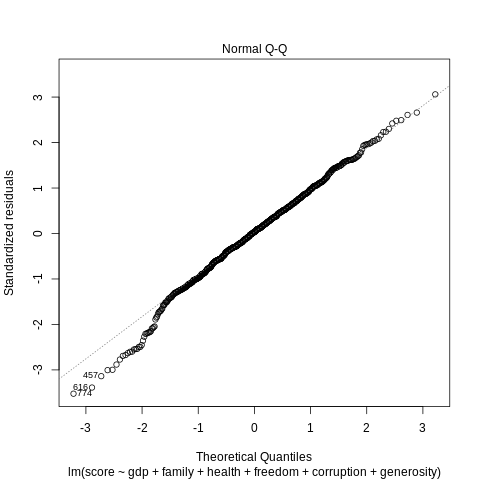 Normal Q-Q
Standardized residuals
3
2
1
0
-1
-2
-3
457
616
774
-3 -2 -1 0 1 2 3
Theoretical Quantiles
lm(score ~ gdp + family + health + freedom + corruption + generosity)